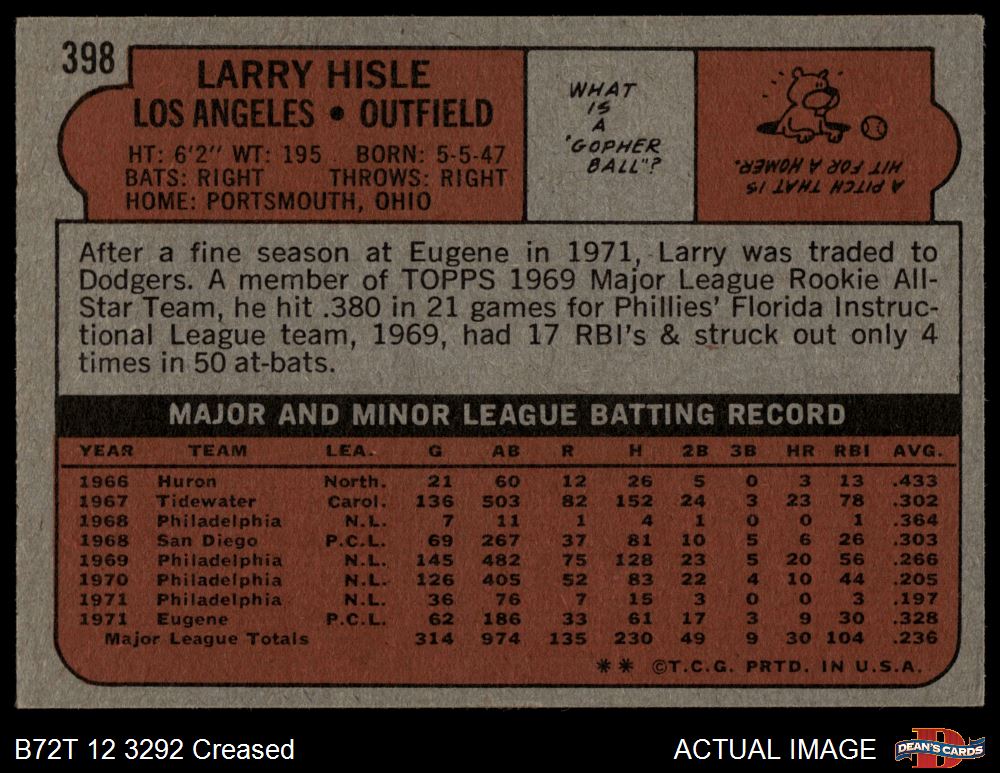 398
LARRY HISLE
LOS ANGELES • OUTFIELD
HT: 6'2" WT: 195 BORN: 5-5-47
BATS: RIGHT THROWS: RIGHT
HOME: PORTSMOUTH, OHIO
WHAT
IS
A
"GOPHER
BALL"?
A PITCH THAT IS
HIT FOR A HOMER.
After a fine season at Eugene in 1971, Larry was traded to
Dodgers. A member of TOPPS 1969 Major League Rookie All-
Star Team, he hit .380 in 21 games for Phillies' Florida Instruc-
tional League team, 1969, had 17 RBI's & struck out only 4
times in 50 at-bats.
MAJOR AND MINOR LEAGUE BATTING RECORD
YEAR TEAM LEA. G AB R H 2B 3B HR RBI AVG.
1966 Huron North. 21 60 12 26 5 0 3 13 .433
1967 Tidewater Carol. 136 503 82 152 24 3 23 78 .302
1968 Philadelphia N.L. 7 11 1 4 1 0 0 1 .364
1968 San Diego P.C.L. 69 267 37 81 10 5 6 26 .303
1969 Philadelphia N.L. 145 482 75 128 23 5 20 56 .266
1970 Philadelphia N.L. 126 405 52 83 22 4 10 44 .205
1971 Philadelphia N.L. 36 76 7 15 3 0 0 3 .197
1971 Eugene P.C.L. 62 186 33 61 17 3 9 30 .328
Major League Totals 314 974 135 230 49 9 30 104 .236
** ©T.C.G. PRTD. IN U.S.A.
B72T 12 3292 Creased
ACTUAL IMAGE
DEAN'S CARDS